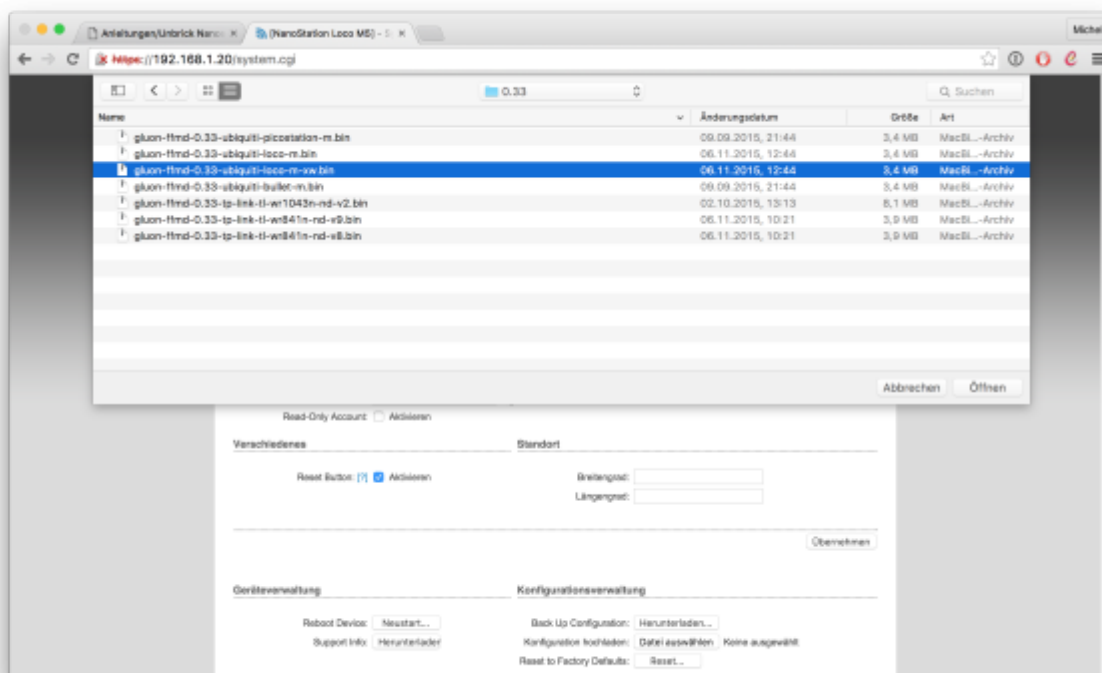 Anleitungen/Unbrick Nano
[NanoStation Loco M5] - S
Michel
https://192.168.1.20/system.cgi
0.33
Suchen
Name Änderungsdatum Größe Art
gluon-ffmd-0.33-ubiquiti-picostation-m.bin 09.09.2015, 21:44 3,4 MB MacBi...-Archiv
gluon-ffmd-0.33-ubiquiti-loco-m.bin 06.11.2015, 12:44 3,4 MB MacBi...-Archiv
gluon-ffmd-0.33-ubiquiti-loco-m-xw.bin 06.11.2015, 12:44 3,4 MB MacBi...-Archiv
gluon-ffmd-0.33-ubiquiti-bullet-m.bin 09.09.2015, 21:44 3,4 MB MacBi...-Archiv
gluon-ffmd-0.33-tp-link-tl-wr1043n-nd-v2.bin 02.10.2015, 13:13 8,1 MB MacBi...-Archiv
gluon-ffmd-0.33-tp-link-tl-wr841n-nd-v9.bin 06.11.2015, 10:21 3,9 MB MacBi...-Archiv
gluon-ffmd-0.33-tp-link-tl-wr841n-nd-v8.bin 06.11.2015, 10:21 3,9 MB MacBi...-Archiv
Abbrechen Öffnen
Read-Only Account: Aktivieren
Verschiedenes Standort
Reset Button: [?] Aktivieren Breitengrad:
Längengrad:
Übernehmen
Geräteverwaltung Konfigurationsverwaltung
Reboot Device: Neustart... Back Up Configuration: Herunterladen...
Support Info: Herunterladen Konfiguration hochladen: Datei auswählen Keine ausgewählt
Reset to Factory Defaults: Reset...